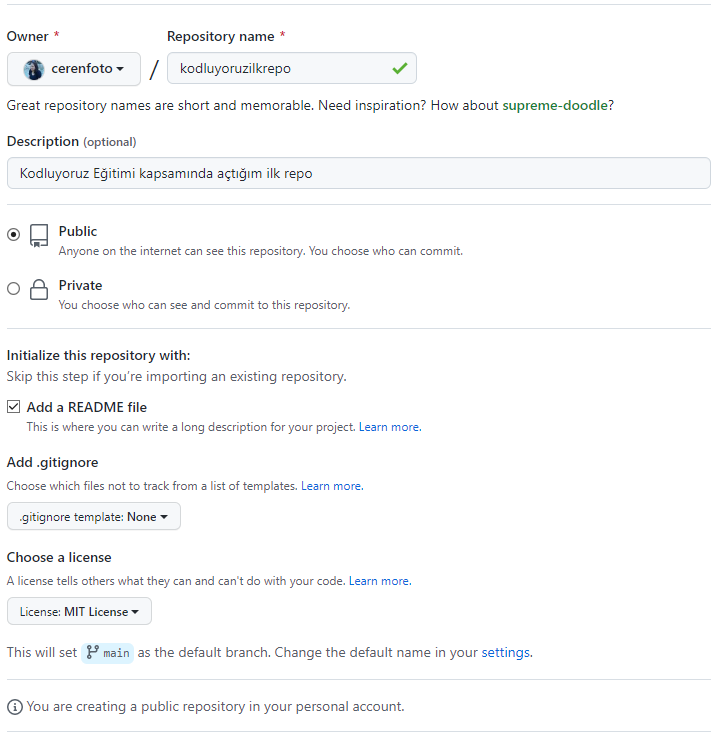 Owner * Repository name *
cerenfoto / kodluyoruzilkrepo
Great repository names are short and memorable. Need inspiration? How about supreme-doodle?
Description (optional)
Kodluyoruz Eğitimi kapsamında açtığım ilk repo
Public
Anyone on the internet can see this repository. You choose who can commit.
Private
You choose who can see and commit to this repository.
Initialize this repository with:
Skip this step if you're importing an existing repository.
Add a README file
This is where you can write a long description for your project. Learn more.
Add .gitignore
Choose which files not to track from a list of templates. Learn more.
.gitignore template: None
Choose a license
A license tells others what they can and can't do with your code. Learn more.
License: MIT License
This will set main as the default branch. Change the default name in your settings.
You are creating a public repository in your personal account.